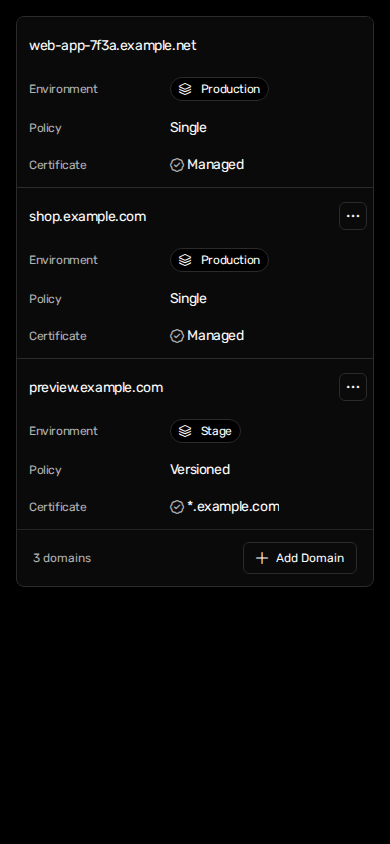 web-app-7f3a.example.net
Environment Production
Policy Single
Certificate Managed
shop.example.com
Environment Production
Policy Single
Certificate Managed
preview.example.com
Environment Stage
Policy Versioned
Certificate *.example.com
3 domains Add Domain